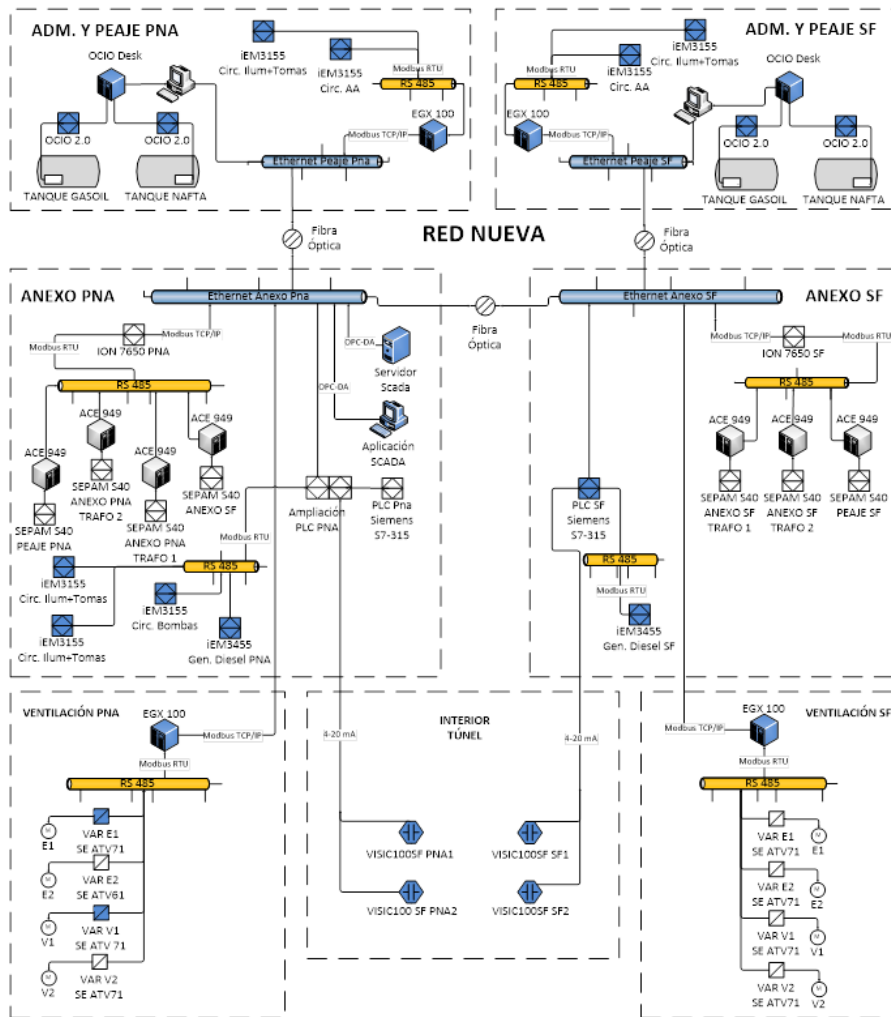 ADM. Y PEAJE PNA
OCIO Desk
iEM3155
Circ. Ilum+Tomas
iEM3155
Circ. AA
Modbus RTU
RS 485
EGX 100
Modbus TCP/IP
OCIO 2.0
OCIO 2.0
TANQUE GASOIL
TANQUE NAFTA
Ethernet Peaje Pna
ADM. Y PEAJE SF
iEM3155
Circ. Ilum+Tomas
iEM3155
Circ. AA
Modbus RTU
RS 485
EGX 100
Modbus TCP/IP
OCIO Desk
OCIO 2.0
OCIO 2.0
TANQUE GASOIL
TANQUE NAFTA
Ethernet Peaje SF
Fibra
Óptica
RED NUEVA
Fibra
Óptica
ANEXO PNA
Ethernet Anexo Pna
Fibra
Óptica
Ethernet Anexo SF
ANEXO SF
Modbus TCP/IP
Modbus RTU
ION 7650 PNA
RS 485
OPC-DA
Servidor
Scada
OPC-DA
Aplicación
SCADA
ACE 949
ACE 949
ACE 949
ACE 949
SEPAM S40
PEAJE PNA
SEPAM S40
ANEXO PNA
TRAFO 2
SEPAM S40
ANEXO PNA
TRAFO 1
SEPAM S40
ANEXO SF
Ampliación
PLC PNA
PLC Pna
Siemens
S7-315
Modbus RTU
RS 485
iEM3155
Circ. Ilum+Tomas
iEM3155
Circ. Ilum+Tomas
iEM3155
Circ. Bombas
iEM3455
Gen. Diesel PNA
Modbus TCP/IP
Modbus RTU
ION 7650 SF
RS 485
ACE 949
ACE 949
ACE 949
SEPAM S40
ANEXO SF
TRAFO 1
SEPAM S40
ANEXO SF
TRAFO 2
SEPAM S40
PEAJE SF
PLC SF
Siemens
S7-315
RS 485
Modbus RTU
iEM3455
Gen. Diesel SF
VENTILACIÓN PNA
EGX 100
Modbus TCP/IP
Modbus RTU
RS 485
M
E1
VAR E1
SE ATV71
M
E2
VAR E2
SE ATV61
M
V1
VAR V1
SE ATV 71
M
V2
VAR V2
SE ATV71
INTERIOR
TÚNEL
4-20 mA
4-20 mA
VISIC100SF PNA1
VISIC100SF SF1
VISIC100 SF PNA2
VISIC100SF SF2
VENTILACIÓN SF
EGX 100
Modbus TCP/IP
Modbus RTU
RS 485
VAR E1
SE ATV71
M
E1
VAR E2
SE ATV71
M
E2
VAR V1
SE ATV71
M
V1
VAR V2
SE ATV71
M
V2